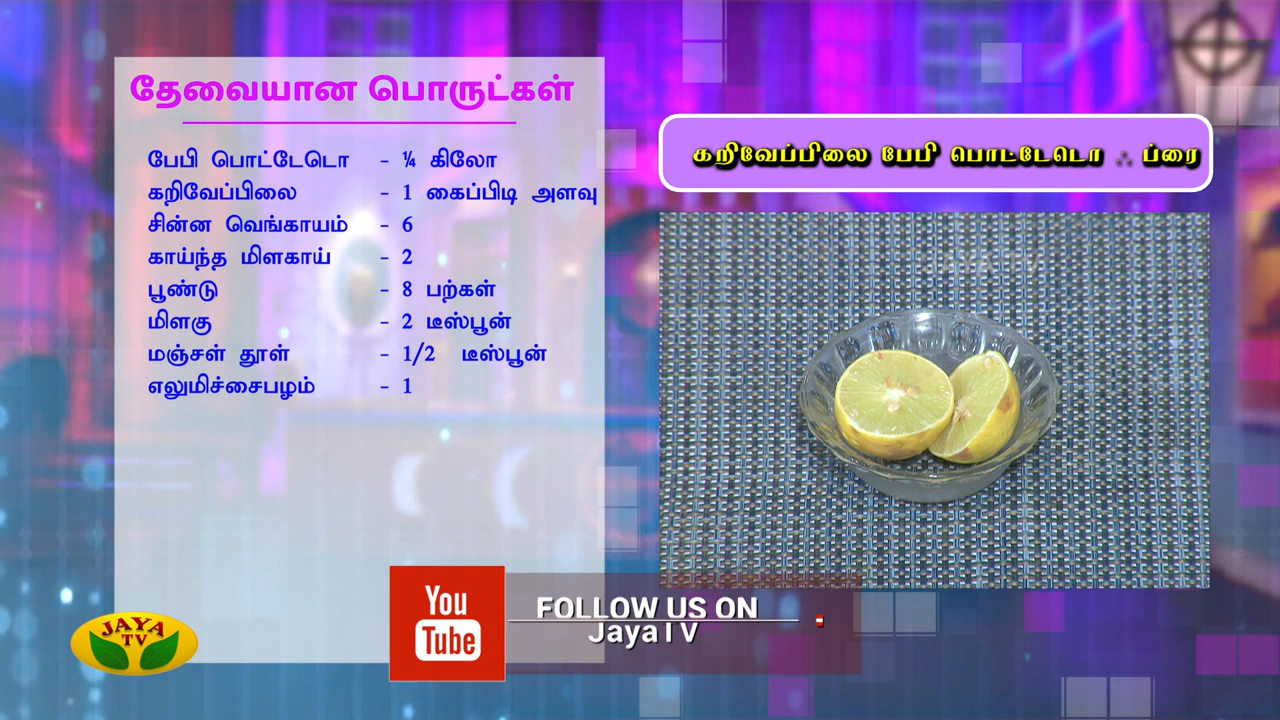 தேவையான பொருட்கள்
பேபி பொட்டேடொ - ¼ கிலோ
கறிவேப்பிலை - 1 கைப்பிடி அளவு
சின்ன வெங்காயம் - 6
காய்ந்த மிளகாய் - 2
பூண்டு - 8 பற்கள்
மிளகு - 2 டீஸ்பூன்
மஞ்சள் தூள் - 1/2 டீஸ்பூன்
எலுமிச்சைபழம் - 1
கறிவேப்பிலை பேபி பொட்டேடொ ஃ ப்ரை
JAYA TV
JAYA
TV
You
Tube
FOLLOW US ON
JayaTV